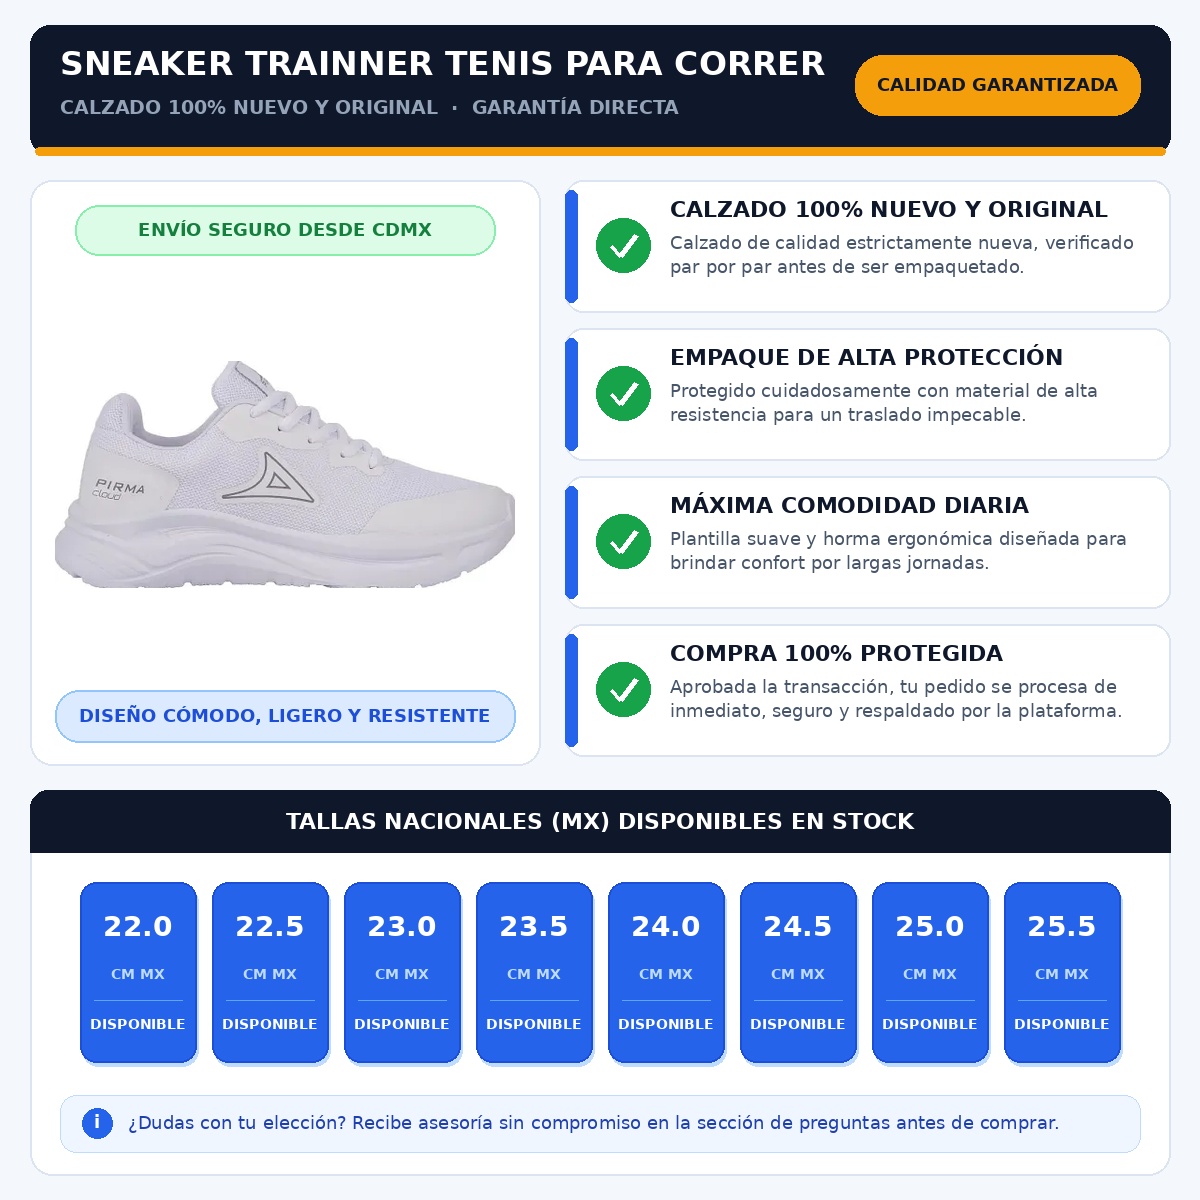 SNEAKER TRAINNER TENIS PARA CORRER
CALZADO 100% NUEVO Y ORIGINAL · GARANTÍA DIRECTA
CALIDAD GARANTIZADA
ENVÍO SEGURO DESDE CDMX
PIRMA
cloud
DISEÑO CÓMODO, LIGERO Y RESISTENTE
CALZADO 100% NUEVO Y ORIGINAL
Calzado de calidad estrictamente nueva, verificado
par por par antes de ser empaquetado.
EMPAQUE DE ALTA PROTECCIÓN
Protegido cuidadosamente con material de alta
resistencia para un traslado impecable.
MÁXIMA COMODIDAD DIARIA
Plantilla suave y horma ergonómica diseñada para
brindar confort por largas jornadas.
COMPRA 100% PROTEGIDA
Aprobada la transacción, tu pedido se procesa de
inmediato, seguro y respaldado por la plataforma.
TALLAS NACIONALES (MX) DISPONIBLES EN STOCK
22.0 22.5 23.0 23.5 24.0 24.5 25.0 25.5
CM MX CM MX CM MX CM MX CM MX CM MX CM MX CM MX
DISPONIBLE DISPONIBLE DISPONIBLE DISPONIBLE DISPONIBLE DISPONIBLE DISPONIBLE DISPONIBLE
i ¿Dudas con tu elección? Recibe asesoría sin compromiso en la sección de preguntas antes de comprar.